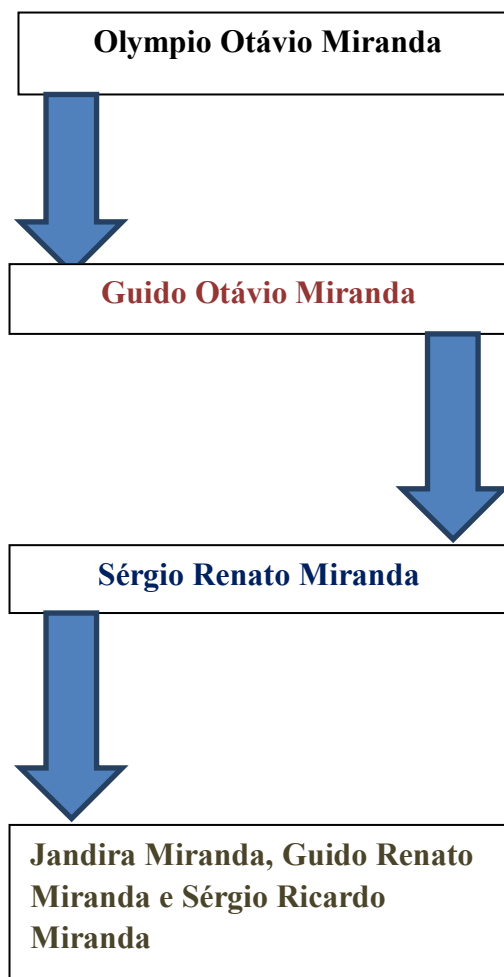 Olympio Otávio Miranda
Guido Otávio Miranda
Sérgio Renato Miranda
Jandira Miranda, Guido Renato
Miranda e Sérgio Ricardo
Miranda